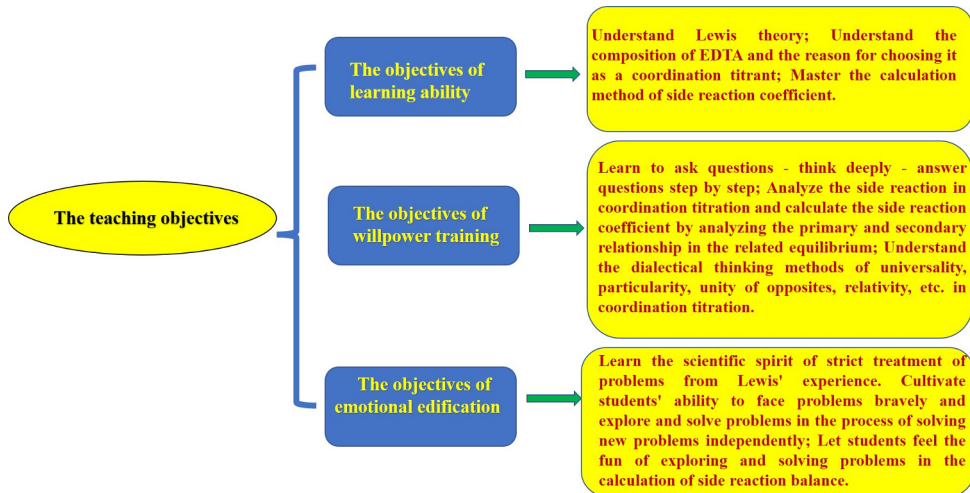 The teaching objectives
The objectives of
learning ability
Understand Lewis theory; Understand the
composition of EDTA and the reason for choosing it
as a coordination titrant; Master the calculation
method of side reaction coefficient.
The objectives of
willpower training
Learn to ask questions - think deeply - answer
questions step by step; Analyze the side reaction in
coordination titration and calculate the side reaction
coefficient by analyzing the primary and secondary
relationship in the related equilibrium; Understand
the dialectical thinking methods of universality,
particularity, unity of opposites, relativity, etc. in
coordination titration.
The objectives of
emotional edification
Learn the scientific spirit of strict treatment of
problems from Lewis' experience. Cultivate
students' ability to face problems bravely and
explore and solve problems in the process of solving
new problems independently; Let students feel the
fun of exploring and solving problems in the
calculation of side reaction balance.